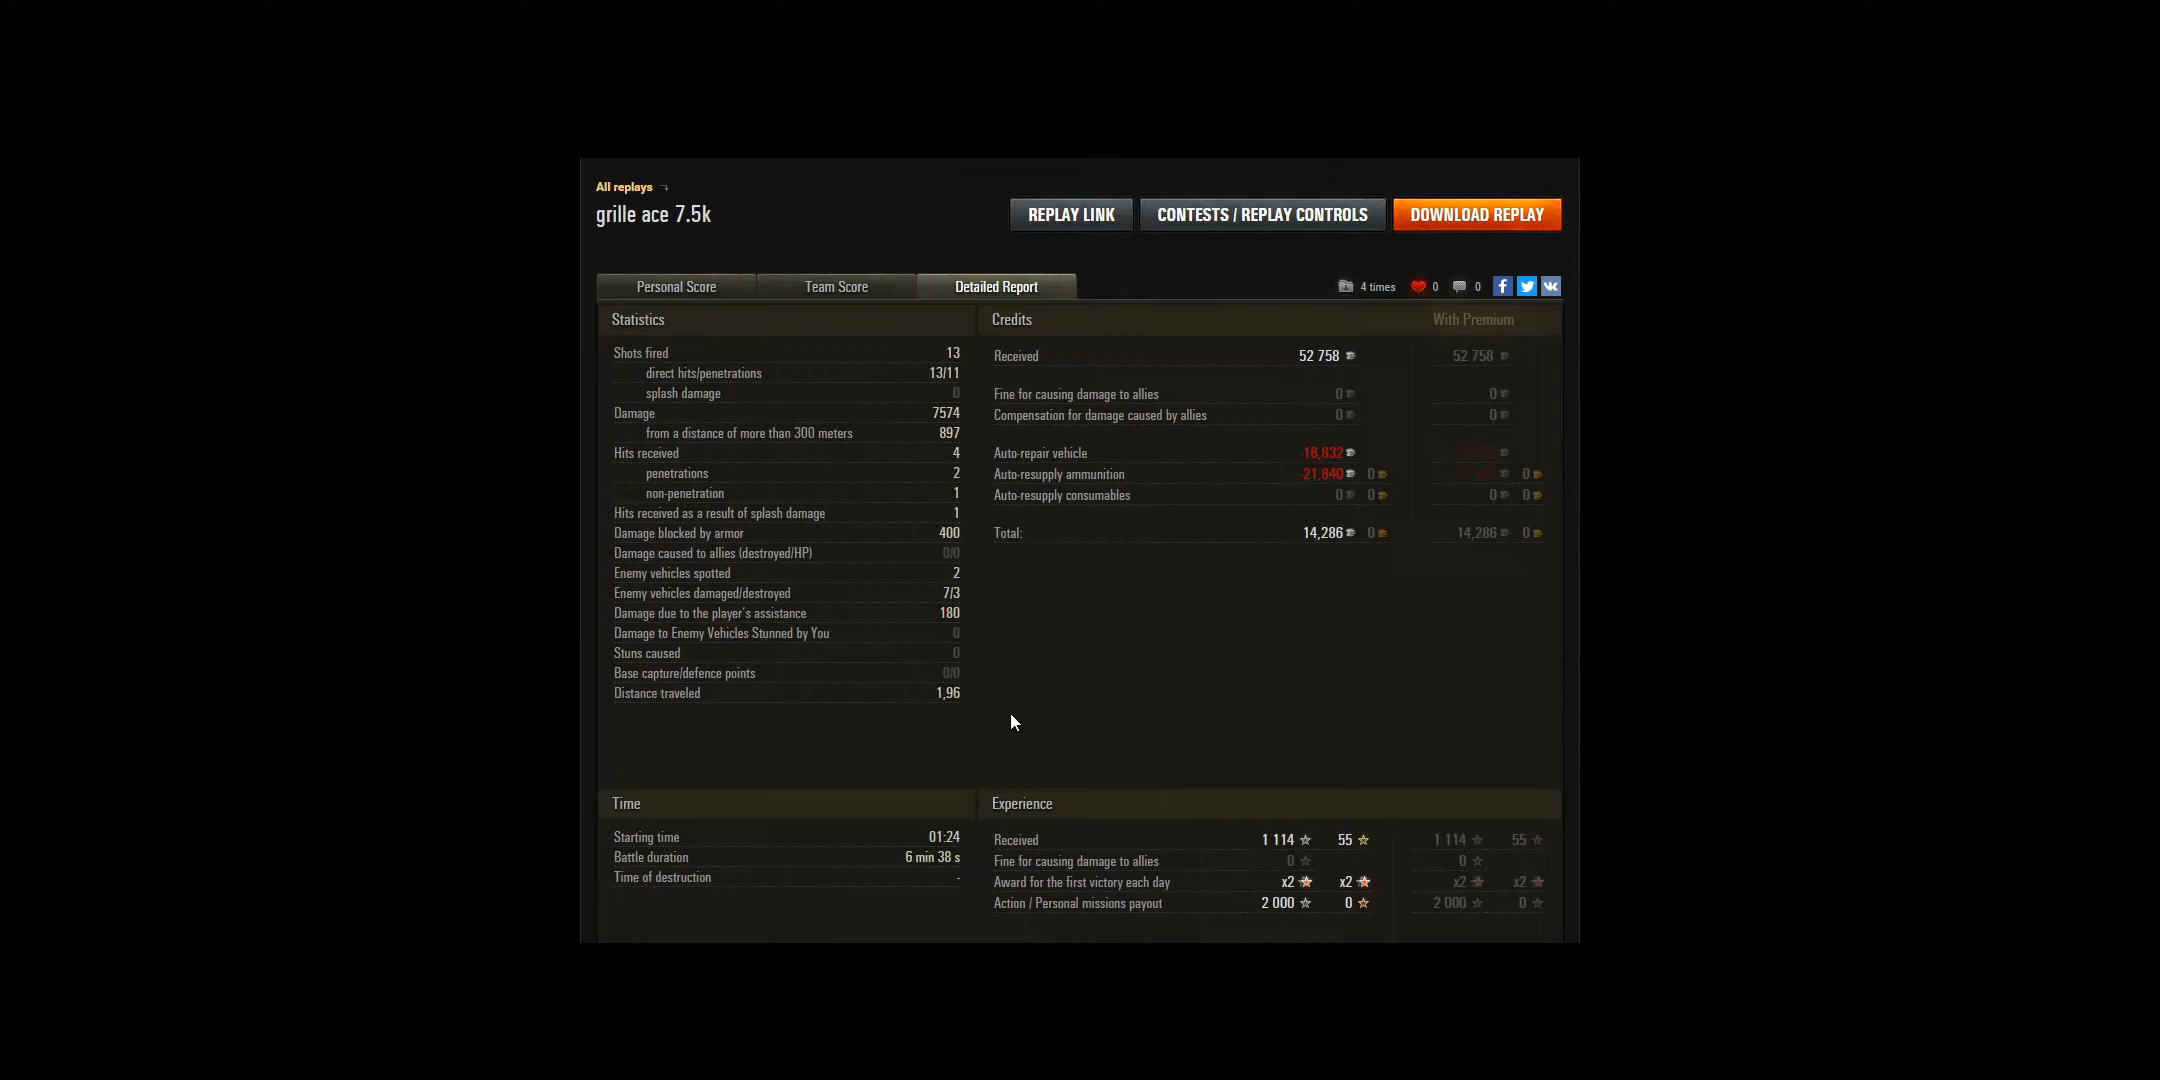 All replays
grille ace 7.5k
REPLAY LINK
CONTESTS / REPLAY CONTROLS
DOWNLOAD REPLAY
Personal Score
Team Score
Detailed Report
4 times 0 0
Statistics
Shots fired 13
direct hits/penetrations 13/11
splash damage 0
Damage 7574
from a distance of more than 300 meters 897
Hits received 4
penetrations 2
non-penetration 1
Hits received as a result of splash damage 1
Damage blocked by armor 400
Damage caused to allies (destroyed/HP) 0/0
Enemy vehicles spotted 2
Enemy vehicles damaged/destroyed 7/3
Damage due to the player's assistance 180
Damage to Enemy Vehicles Stunned by You 0
Stuns caused 0
Base capture/defence points 0/0
Distance traveled 1,96
Credits With Premium
Received 52 758 52 758
Fine for causing damage to allies 0 0
Compensation for damage caused by allies 0 0
Auto-repair vehicle -16,632
Auto-resupply ammunition -21,840 0 0
Auto-resupply consumables 0 0 0 0
Total: 14,286 0 14,286 0
Time
Starting time 01:24
Battle duration 6 min 38 s
Time of destruction -
Experience
Received 1 114 55 1 114 55
Fine for causing damage to allies 0 0
Award for the first victory each day x2 x2 x2 x2
Action / Personal missions payout 2 000 0 2 000 0